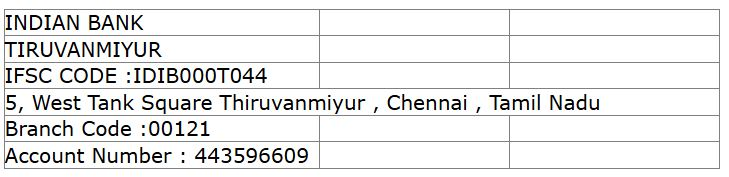 INDIAN BANK
TIRUVANMIYUR
IFSC CODE :IDIB000T044
5, West Tank Square Thiruvanmiyur , Chennai , Tamil Nadu
Branch Code :00121
Account Number : 443596609